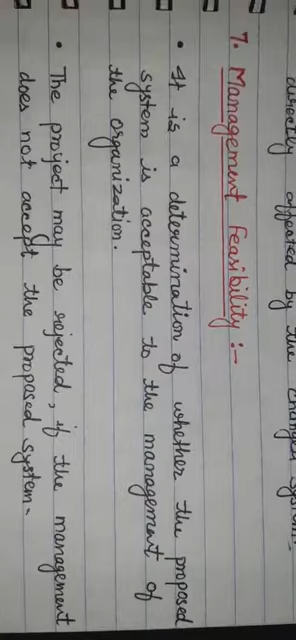 directly affected by the changed system.
7. Management Feasibility :-
• It is a determination of whether the proposed
system is acceptable to the management of
the organization.
• The project may be rejected, if the management
does not accept the proposed system.